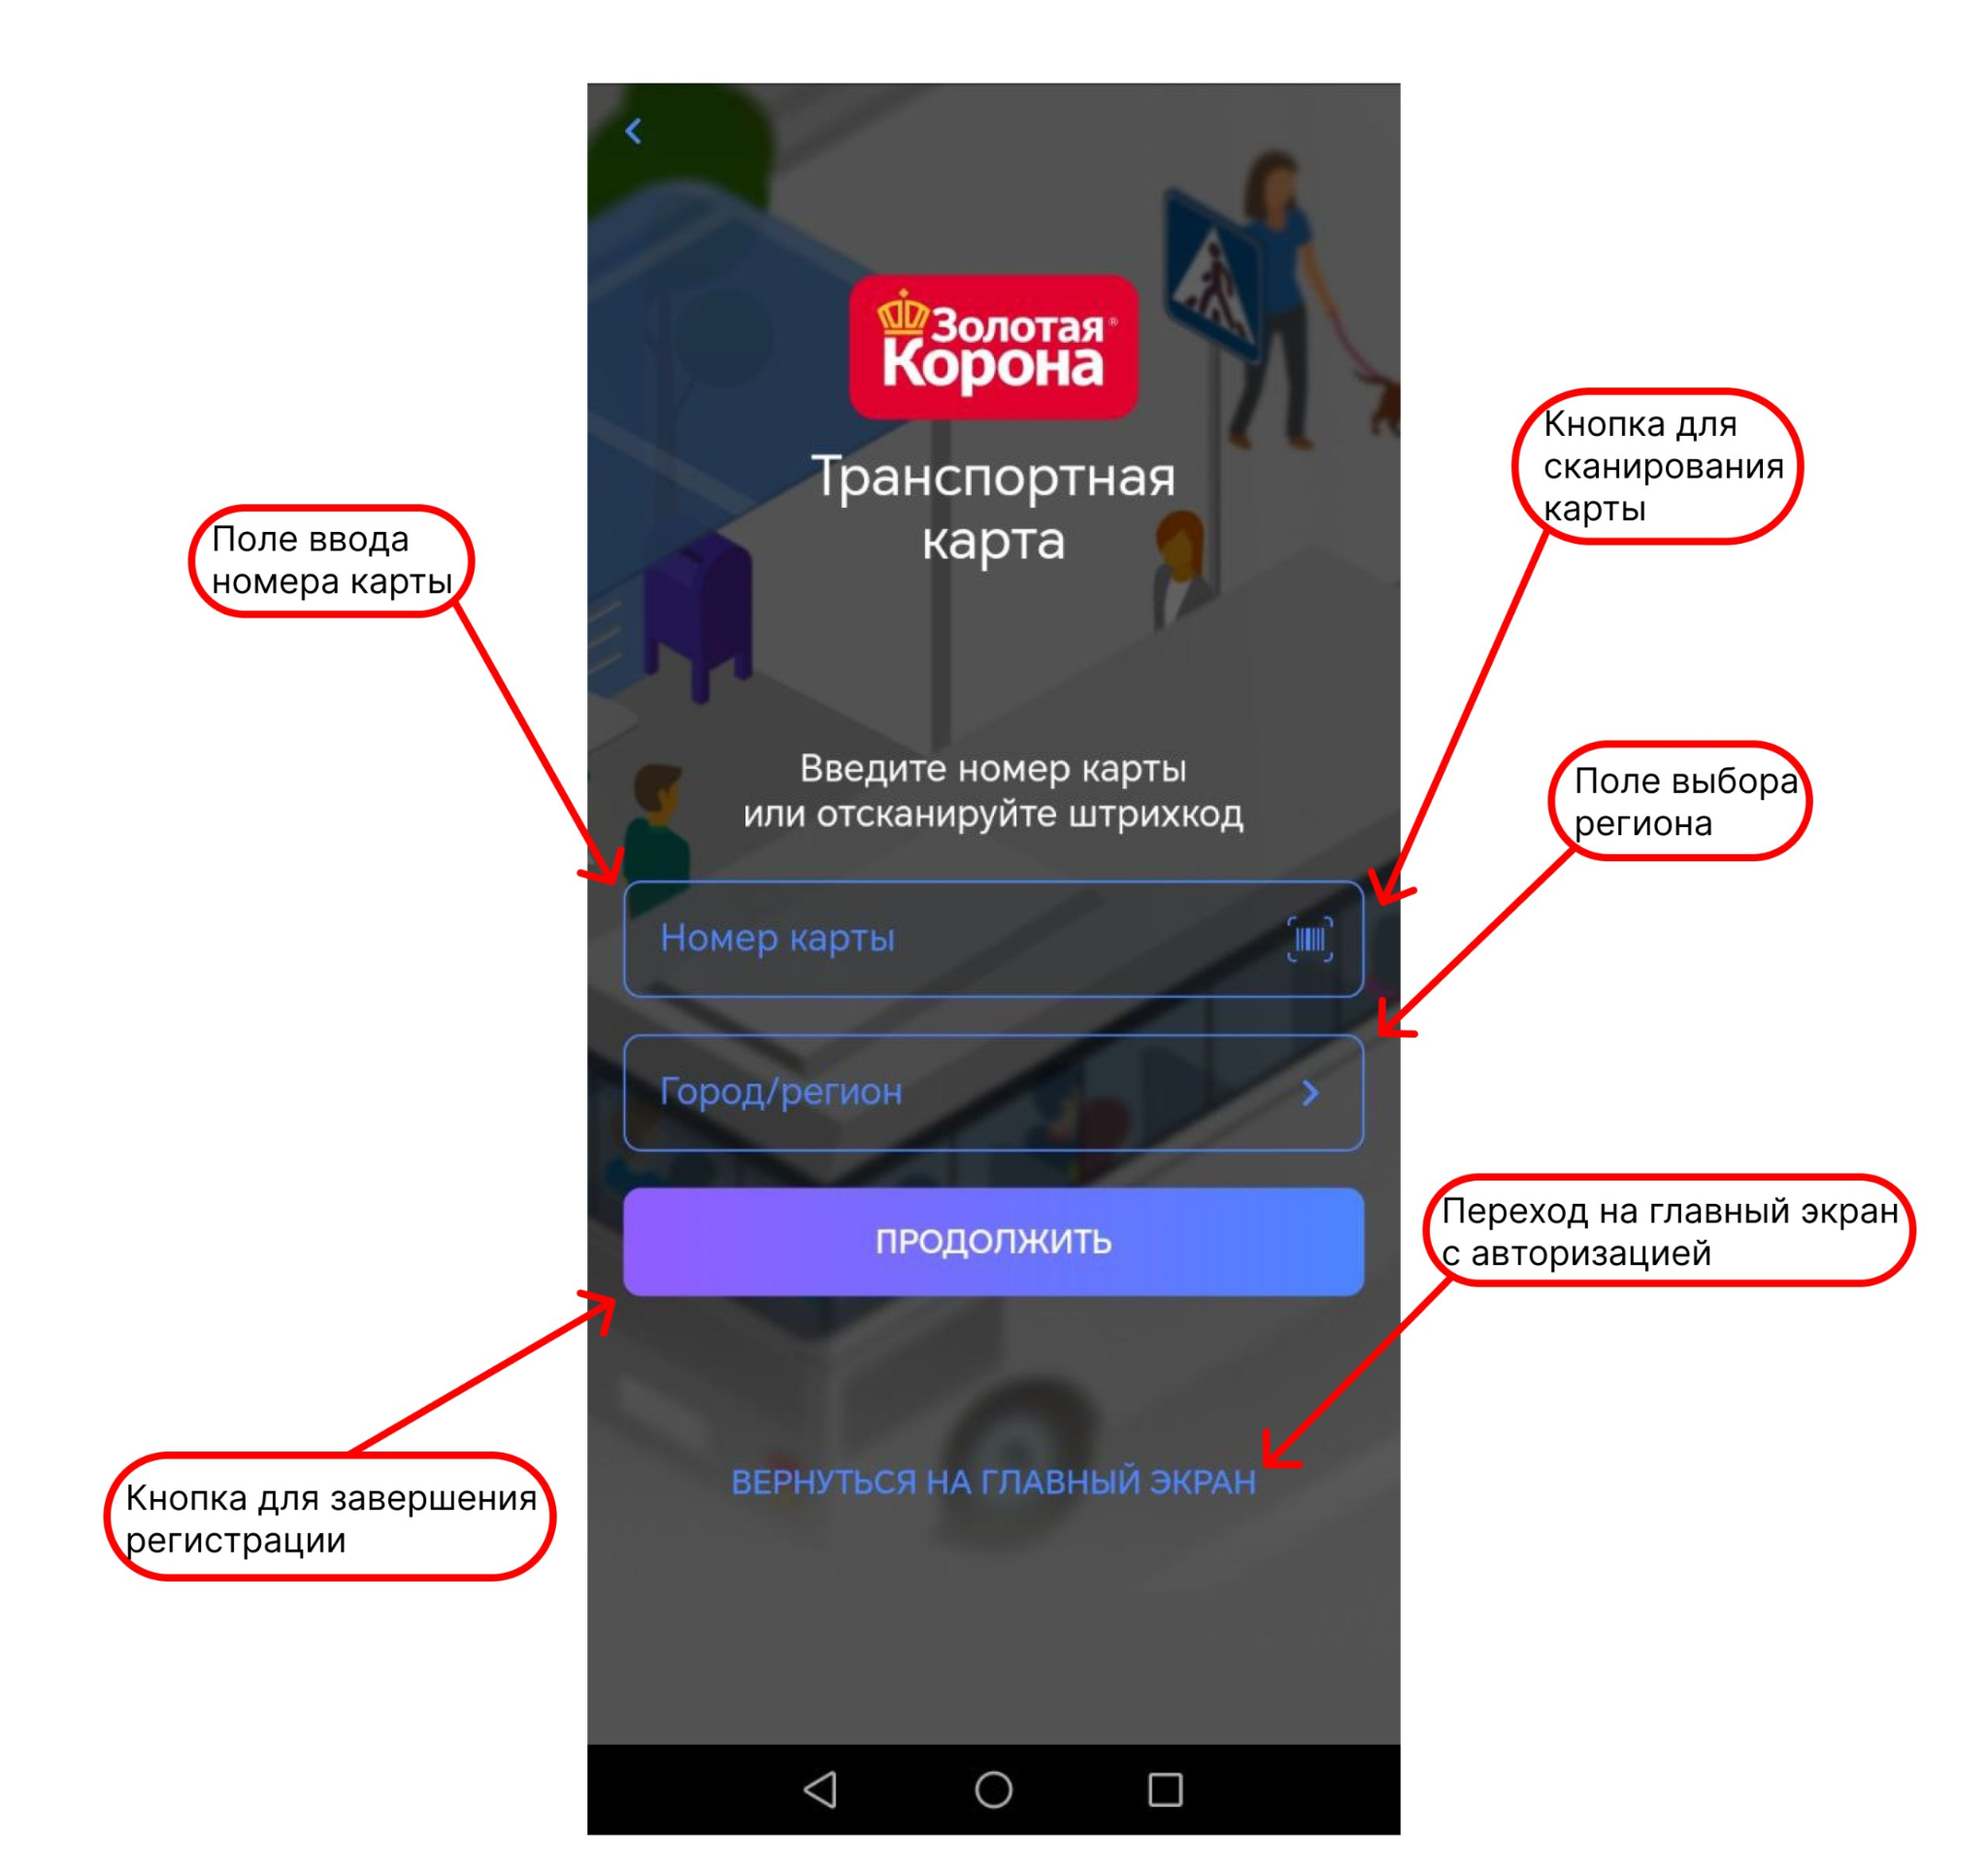 Золотая®
Корона
Транспортная
карта
Кнопка для
сканирования
карты
Поле ввода
номера карты
Введите номер карты
или отсканируйте штрихкод
Поле выбора
региона
Номер карты
Город/регион
ПРОДОЛЖИТЬ
Переход на главный экран
с авторизацией
ВЕРНУТЬСЯ НА ГЛАВНЫЙ ЭКРАН
Кнопка для завершения
регистрации